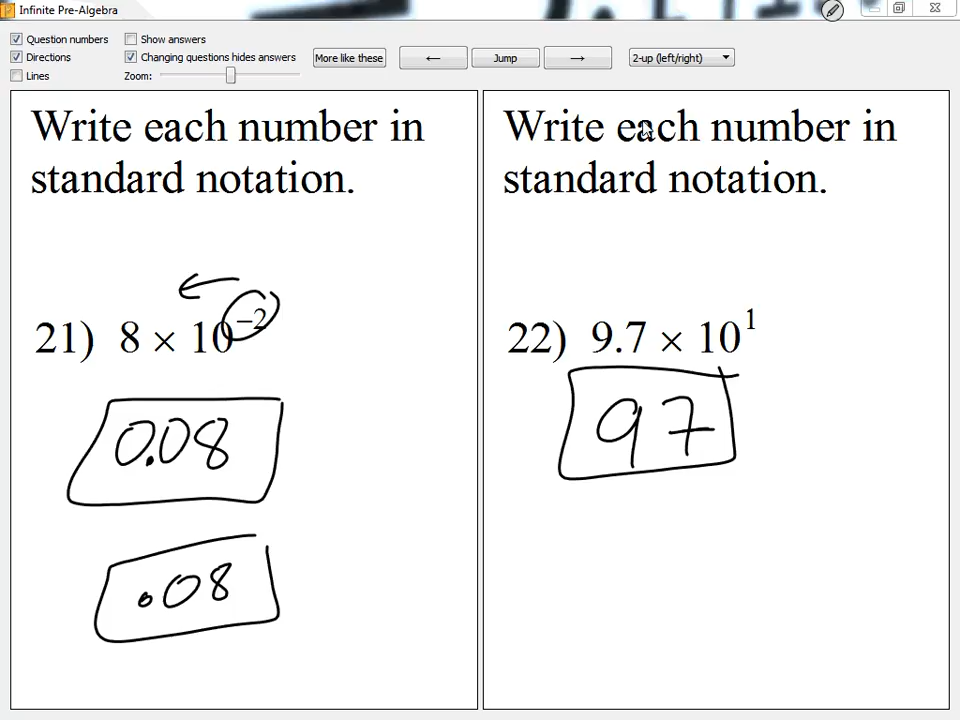 Infinite Pre-Algebra
Question numbers
Show answers
Directions
Changing questions hides answers
More like these
←
Jump
→
2-up (left/right)
Lines
Zoom:
Write each number in
standard notation.
21) 8 × 10⁻²
0.08
.08
Write each number in
standard notation.
22) 9.7 × 10¹
97